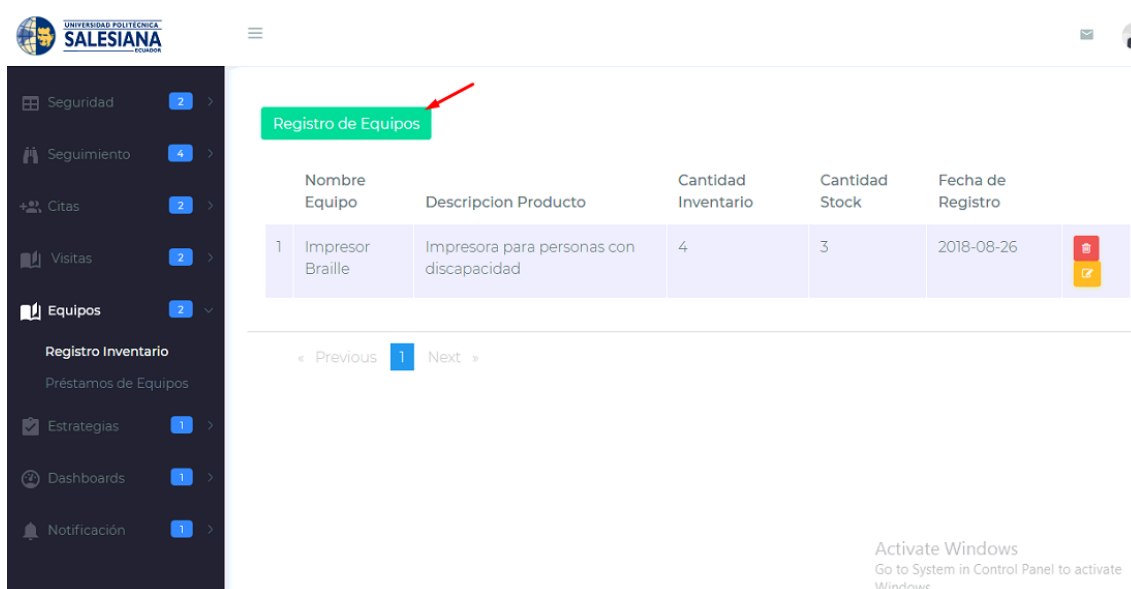 UNIVERSIDAD POLITÉCNICA
SALESIANA
ECUADOR
Seguridad 2
Seguimiento 4
Citas 2
Visitas 2
Equipos 2
Registro Inventario
Préstamos de Equipos
Estrategias 1
Dashboards 1
Notificación 1
Registro de Equipos
Nombre Equipo
Descripcion Producto
Cantidad Inventario
Cantidad Stock
Fecha de Registro
1
Impresor Braille
Impresora para personas con
discapacidad
4
3
2018-08-26
« Previous 1 Next »
Activate Windows
Go to System in Control Panel to activate
Windows